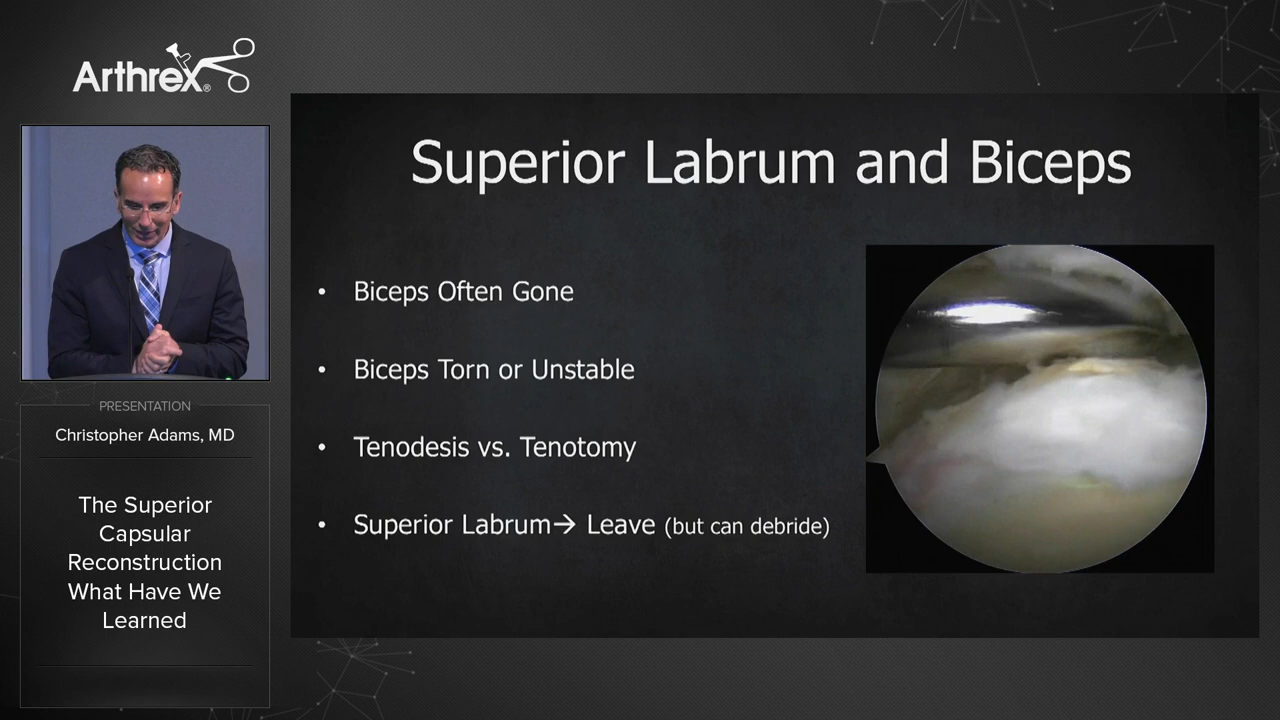 Arthrex®
PRESENTATION
Christopher Adams, MD
The Superior
Capsular
Reconstruction
What Have We
Learned
Superior Labrum and Biceps
• Biceps Often Gone
• Biceps Torn or Unstable
• Tenodesis vs. Tenotomy
• Superior Labrum→ Leave (but can debride)